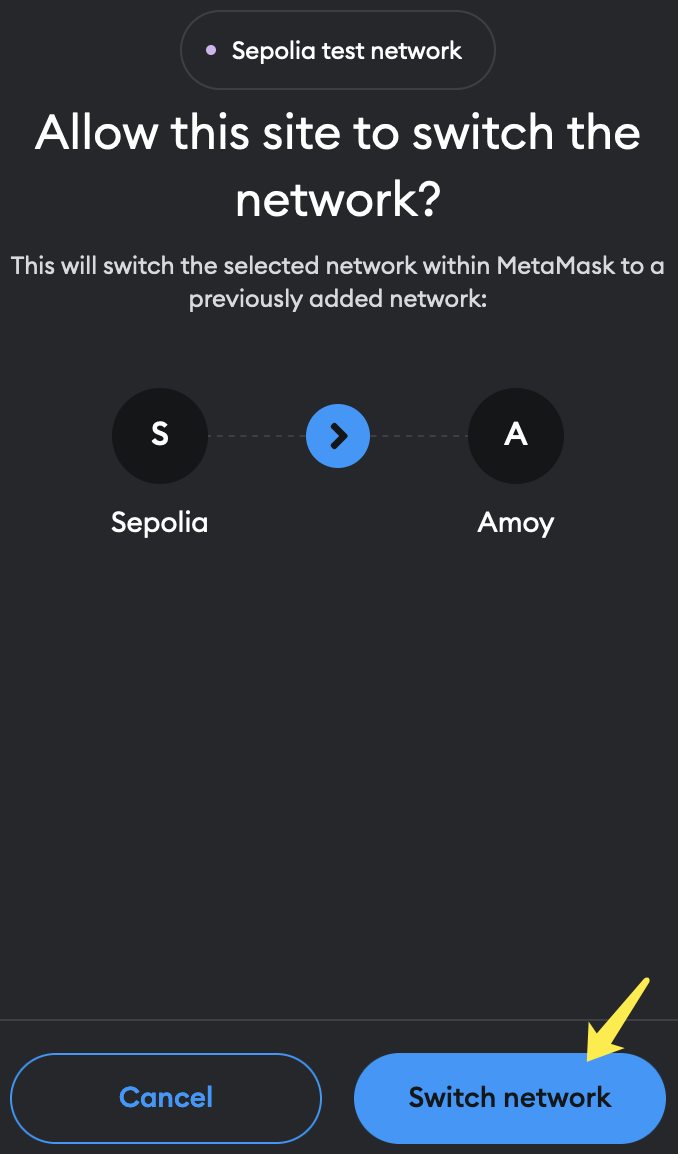 Sepolia test network
Allow this site to switch the
network?
This will switch the selected network within MetaMask to a
previously added network:
S
A
Sepolia
Amoy
Cancel
Switch network